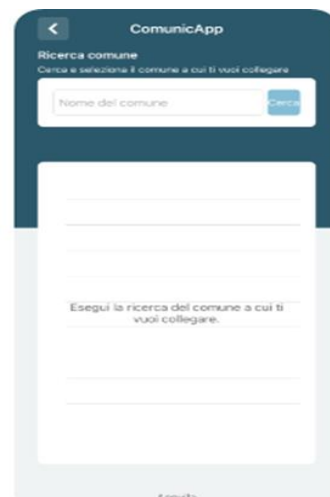 ComunicApp
Ricerca comune
Cerca e seleziona il comune a cui ti vuoi collegare
Nome del comune
Cerca
Esegui la ricerca del comune a cui ti
vuoi collegare.
Annulla